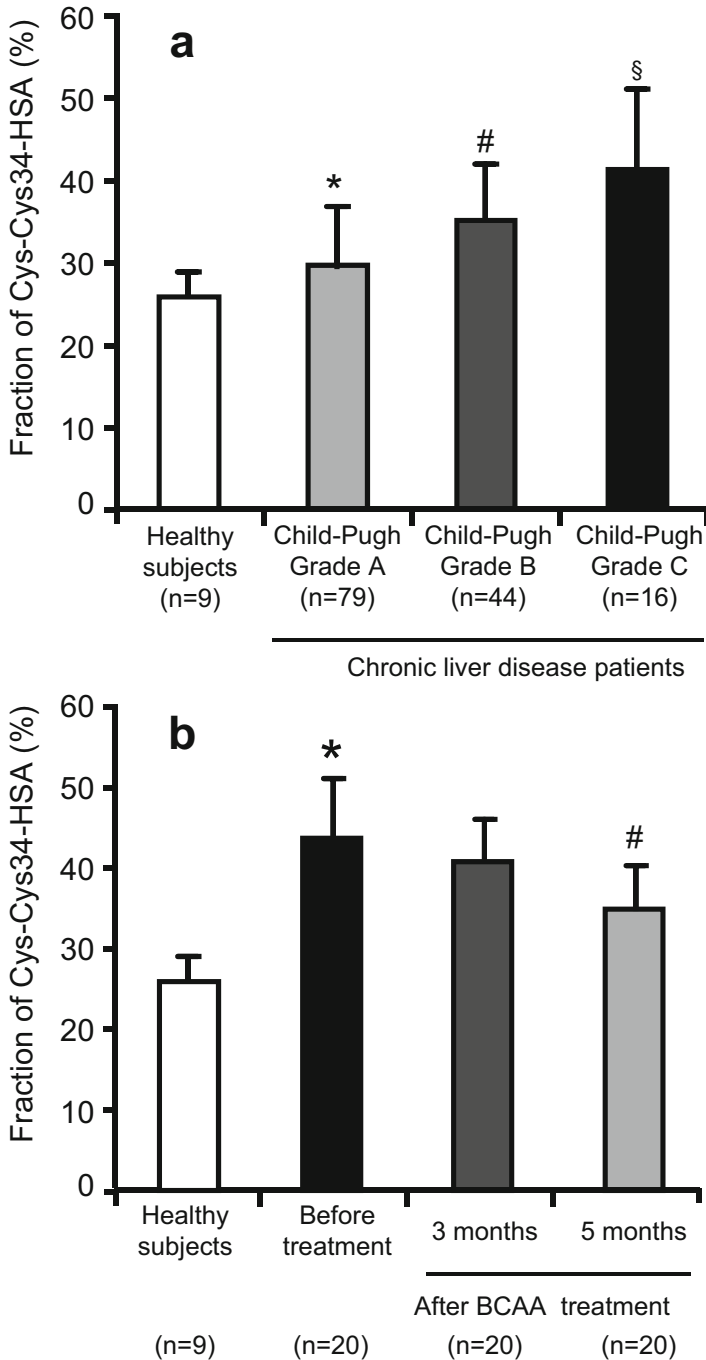 a
Fraction of Cys-Cys34-HSA (%)
60
50
40
30
20
10
0
*
#
§
Healthy subjects (n=9)
Child-Pugh Grade A (n=79)
Child-Pugh Grade B (n=44)
Child-Pugh Grade C (n=16)
Chronic liver disease patients
b
Fraction of Cys-Cys34-HSA (%)
60
50
40
30
20
10
0
*
#
Healthy subjects
Before treatment
3 months
5 months
After BCAA treatment
(n=9)
(n=20)
(n=20)
(n=20)